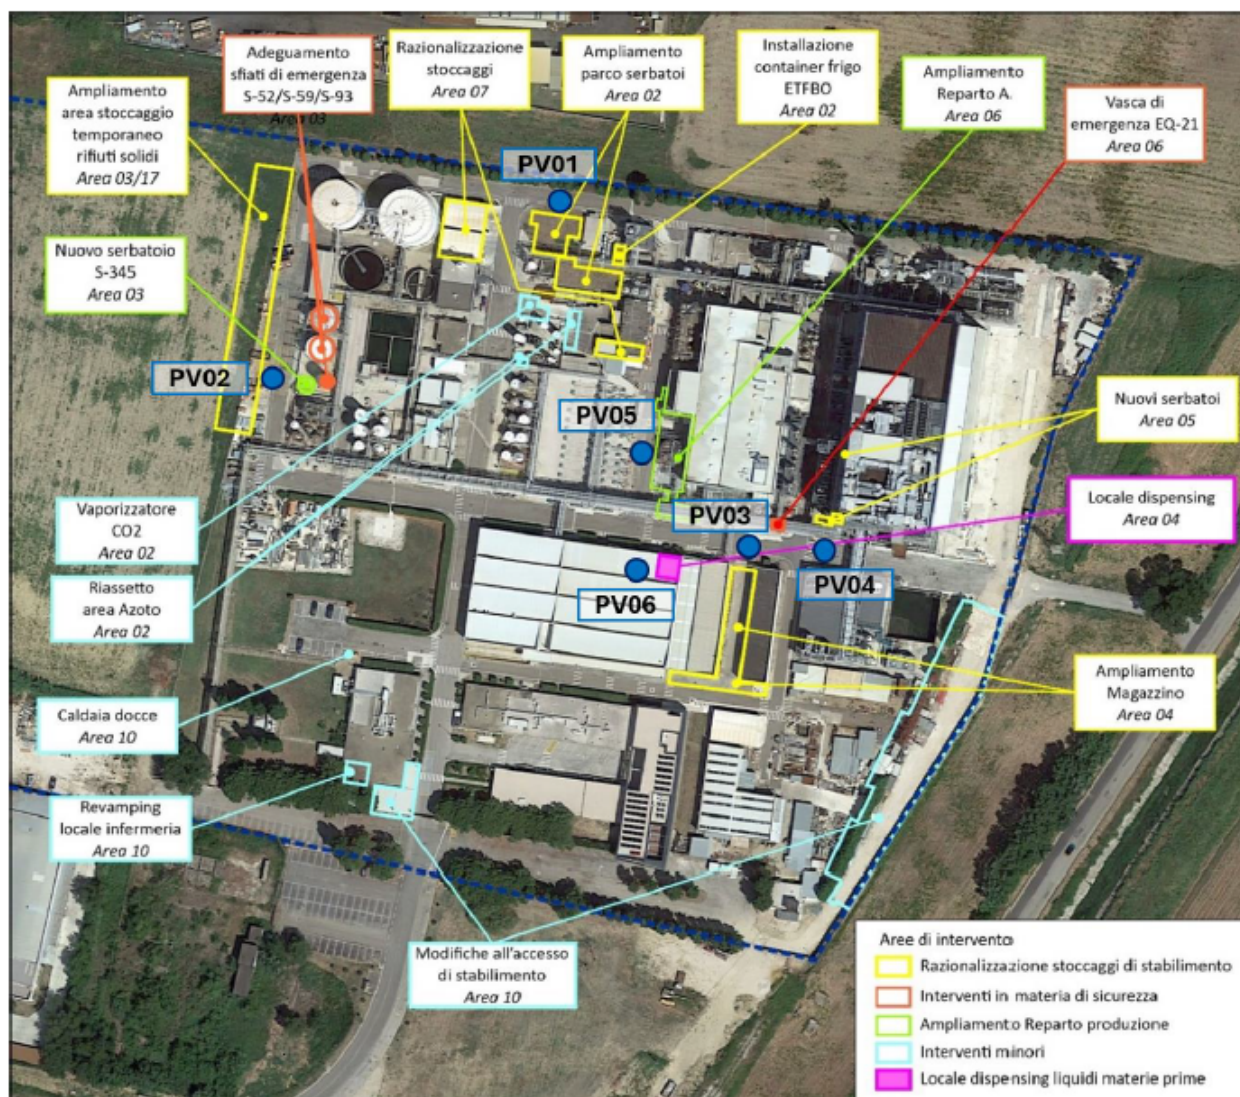 Adeguamento
sfiati di emergenza
S-52/S-59/S-93
Area 03
Razionalizzazione
stoccaggi
Area 07
Ampliamento
parco serbatoi
Area 02
Installazione
container frigo
ETFBO
Area 02
Ampliamento
Reparto A.
Area 06
Vasca di
emergenza EQ-21
Area 06
Ampliamento
area stoccaggio
temporaneo
rifiuti solidi
Area 03/17
PV01
Nuovo serbatoio
S-345
Area 03
PV02
PV05
Nuovi serbatoi
Area 05
Vaporizzatore
CO2
Area 02
PV03
Locale dispensing
Area 04
Riassetto
area Azoto
Area 02
PV06
PV04
Caldaia docce
Area 10
Ampliamento
Magazzino
Area 04
Revamping
locale infermeria
Area 10
Modifiche all'accesso
di stabilimento
Area 10
Aree di intervento
Razionalizzazione stoccaggi di stabilimento
Interventi in materia di sicurezza
Ampliamento Reparto produzione
Interventi minori
Locale dispensing liquidi materie prime